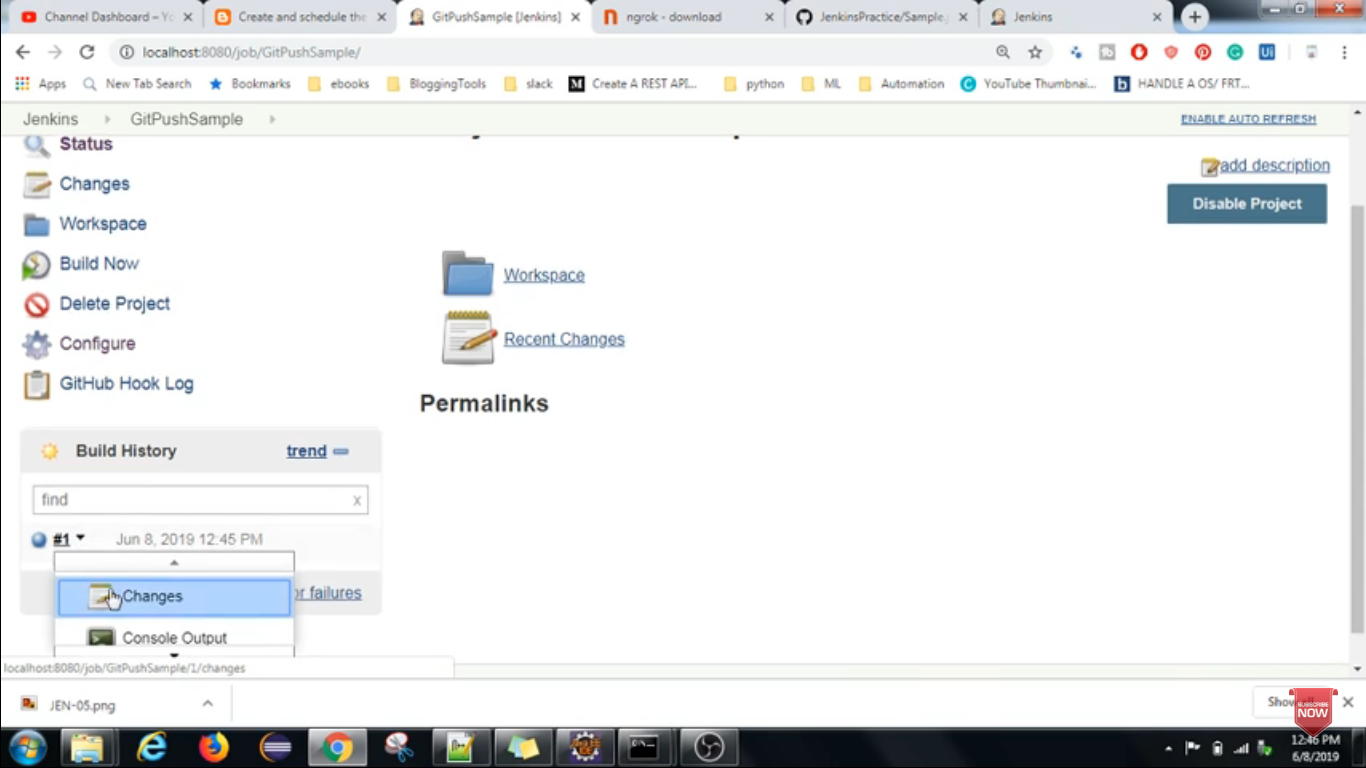 Channel Dashboard – Yo
Create and schedule the
GitPushSample [Jenkins]
ngrok - download
JenkinsPractice/Sample.
Jenkins
localhost:8080/job/GitPushSample/
Apps
New Tab Search
Bookmarks
ebooks
BloggingTools
slack
Create A REST API...
python
ML
Automation
YouTube Thumbnai...
HANDLE A OS/ FRT...
Jenkins
GitPushSample
ENABLE AUTO REFRESH
Status
add description
Changes
Disable Project
Workspace
Build Now
Workspace
Delete Project
Recent Changes
Configure
GitHub Hook Log
Permalinks
Build History
trend
find
x
#1
Jun 8, 2019 12:45 PM
Changes
failures
Console Output
localhost:8080/job/GitPushSample/1/changes
JEN-05.png
Show
SUBSCRIBE
NOW
12:46 PM
6/8/2019